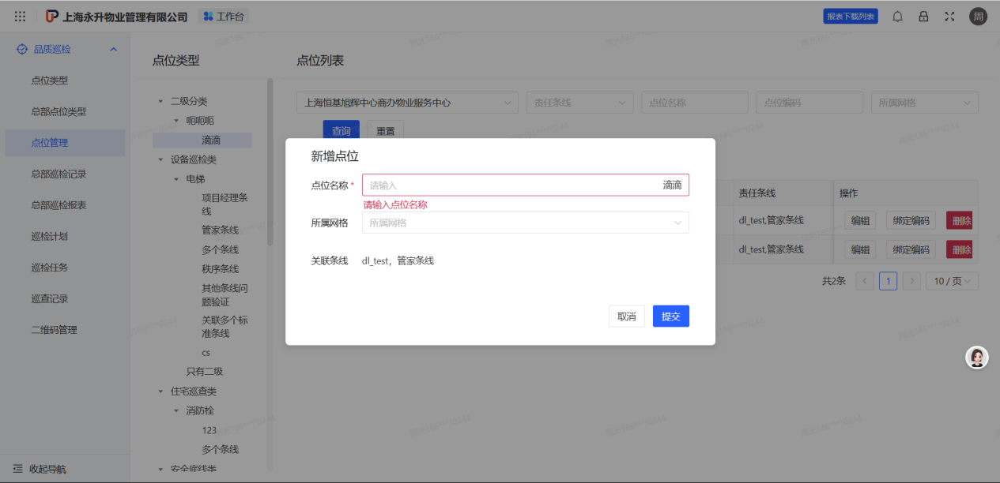 上海永升物业管理有限公司 工作台 报表下载列表 周
品质巡检
点位类型
总部点位类型
点位管理
总部巡检记录
总部巡检报表
巡检计划
巡检任务
巡查记录
二维码管理
收起导航
点位类型
二级分类
呃呃呃
滴滴
设备巡检类
电梯
项目经理条
线
管家条线
多个条线
秩序条线
其他条线问
题验证
关联多个标
准条线
cs
只有二级
住宅巡查类
消防栓
123
多个条线
安全底线类
点位列表
上海恒基旭辉中心商办物业服务中心 责任条线 点位名称 点位编码 所属网格
查询 重置
责任条线 操作
dl_test,管家条线 编辑 绑定编码 删除
dl_test,管家条线 编辑 绑定编码 删除
共2条 1 10 / 页
新增点位
点位名称 * 请输入 滴滴
请输入点位名称
所属网格 所属网格
关联条线 dl_test，管家条线
取消 提交